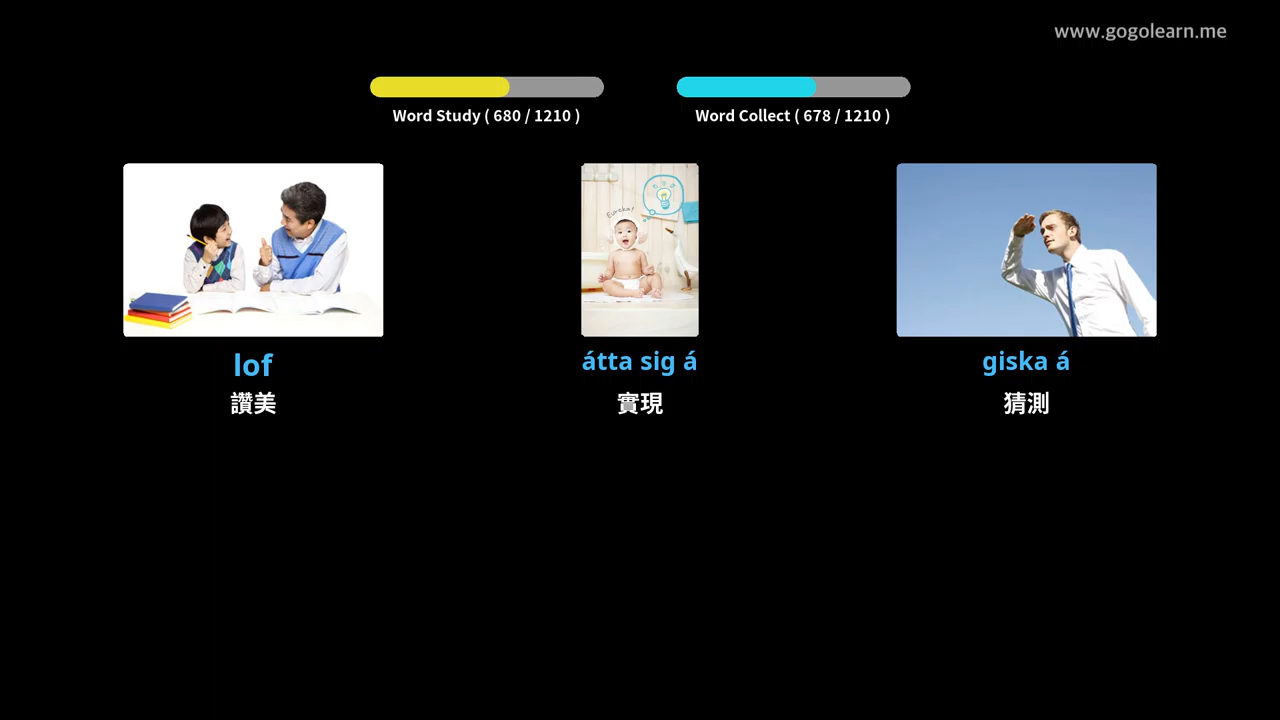 www.gogolearn.me
Word Study ( 680 / 1210 )
Word Collect ( 678 / 1210 )
Eureka!
lof
átta sig á
giska á
讚美
實現
猜測